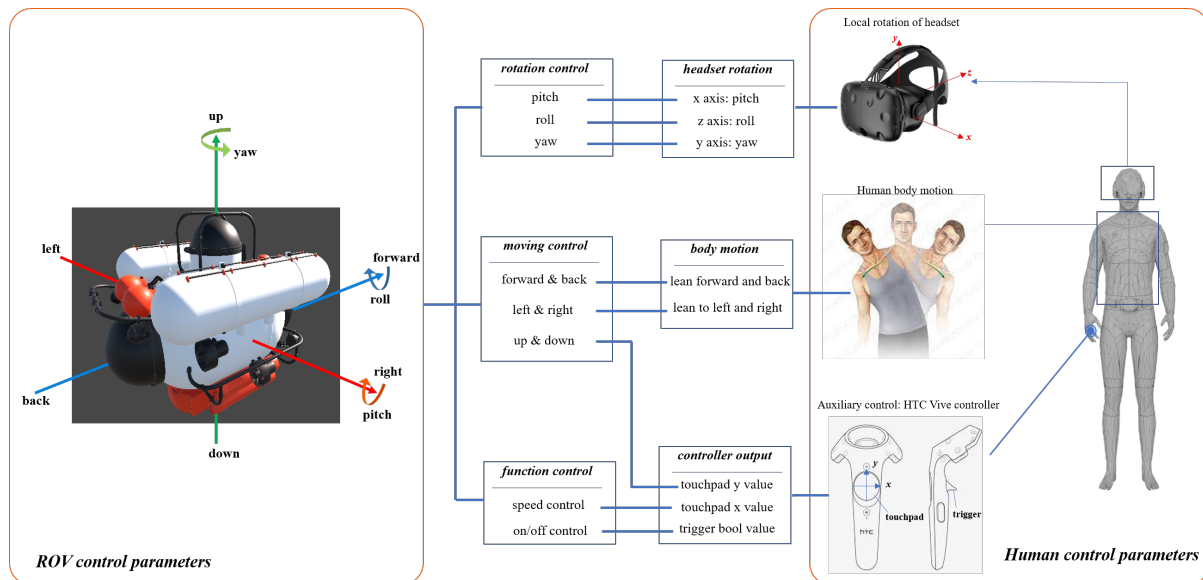 up
yaw
left
forward
roll
right
back
pitch
down
ROV control parameters
rotation control
pitch
roll
yaw
headset rotation
x axis: pitch
z axis: roll
y axis: yaw
moving control
forward & back
left & right
up & down
body motion
lean forward and back
lean to left and right
function control
speed control
on/off control
controller output
touchpad y value
touchpad x value
trigger bool value
Local rotation of headset
y
z
x
Human body motion
Auxiliary control: HTC Vive controller
y
x
touchpad
trigger
hTC
Human control parameters